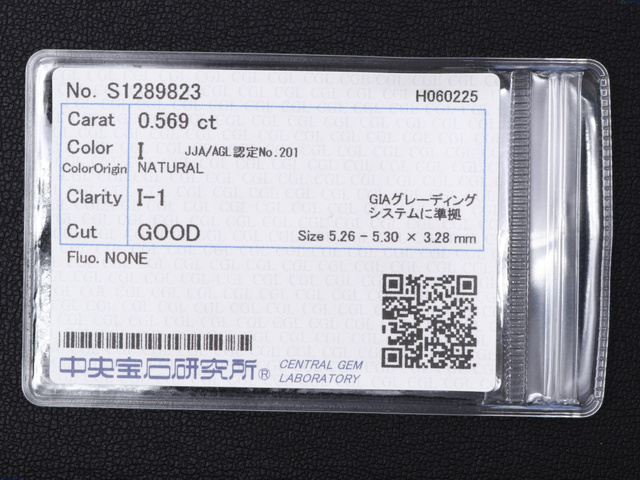 No. S1289823 H060225
Carat 0.569 ct
Color I JJA/AGL認定No.201
ColorOrigin NATURAL
Clarity I-1 GIAグレーディング
システムに準拠
Cut GOOD Size 5.26 - 5.30 × 3.28 mm
Fluo. NONE
中央宝石研究所® CENTRAL GEM
LABORATORY